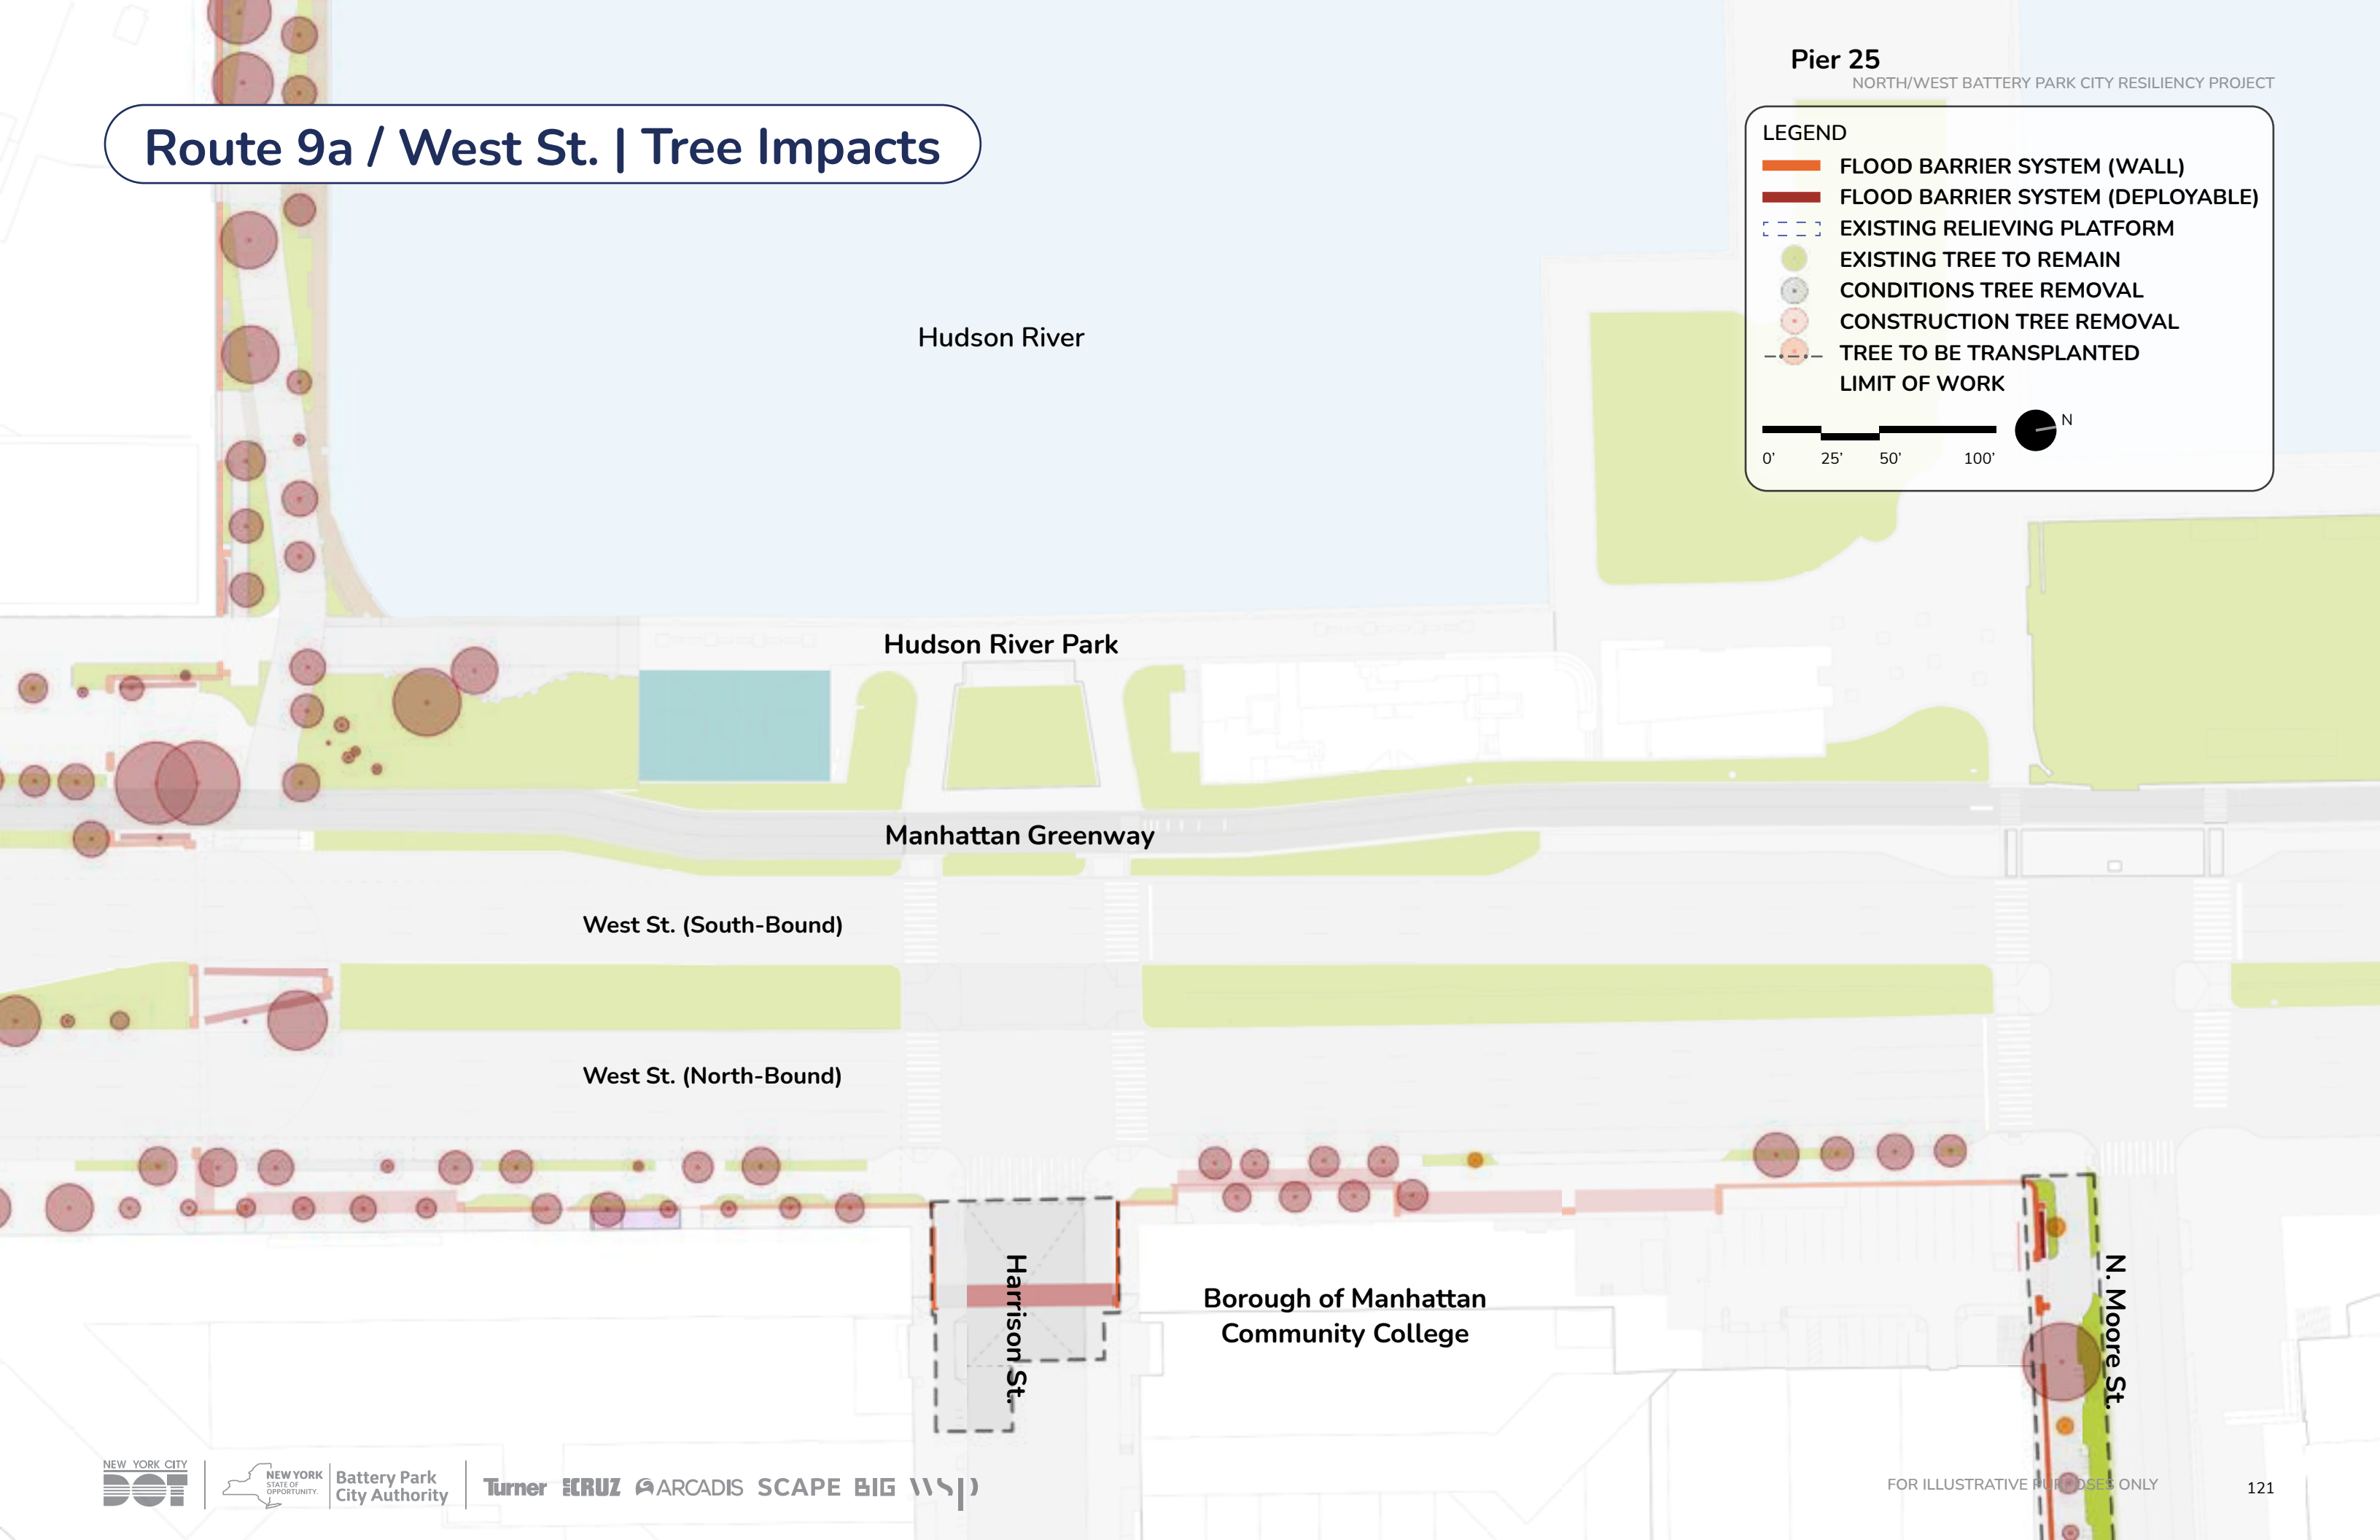 Pier 25
NORTH/WEST BATTERY PARK CITY RESILIENCY PROJECT
Route 9a / West St. | Tree Impacts
LEGEND
FLOOD BARRIER SYSTEM (WALL)
FLOOD BARRIER SYSTEM (DEPLOYABLE)
EXISTING RELIEVING PLATFORM
EXISTING TREE TO REMAIN
CONDITIONS TREE REMOVAL
CONSTRUCTION TREE REMOVAL
TREE TO BE TRANSPLANTED
LIMIT OF WORK
N
0' 25' 50' 100'
Hudson River
Hudson River Park
Manhattan Greenway
West St. (South-Bound)
West St. (North-Bound)
Harrison St.
Borough of Manhattan
Community College
N. Moore St.
NEW YORK CITY
DOT
NEW YORK
STATE OF
OPPORTUNITY.
Battery Park
City Authority
Turner
CRUZ
ARCADIS
SCAPE
BIG
wsp
FOR ILLUSTRATIVE PURPOSES ONLY
121